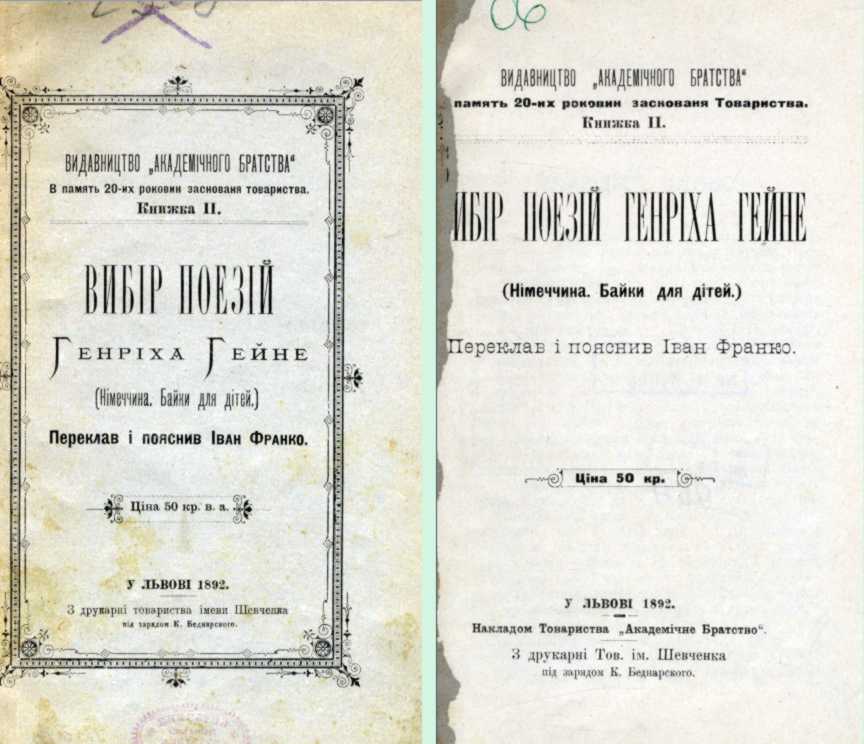 ВИДАВНИЦТВО „АКАДЕМІЧНОГО БРАТСТВА“
В память 20-их роковин заснованя товариства.
Книжка II.
ВИБІР ПОЕЗІЙ
ГЕНРІХА ГЕЙНЕ
(Німеччина. Байки для дітей.)
Переклав і пояснив Іван Франко.
Ціна 50 кр. в. а.
У ЛЬВОВІ 1892.
З друкарні товариства імени Шевченка
під зарядом К. Беднарского.
06
ВИДАВНИЦТВО „АКАДЕМІЧНОГО БРАТСТВА“
память 20-их роковин заснованя Товариства.
Книжка II.
ИБІР ПОЕЗІЙ ГЕНРІХА ГЕЙНЕ
(Німеччина. Байки для дітей.)
Переклав і пояснив Іван Франко.
Ціна 50 кр.
У ЛЬВОВІ 1892.
Накладом Товариства „Академічне Братство“.
З друкарні Тов. ім. Шевченка
під зарядом К. Беднарского.